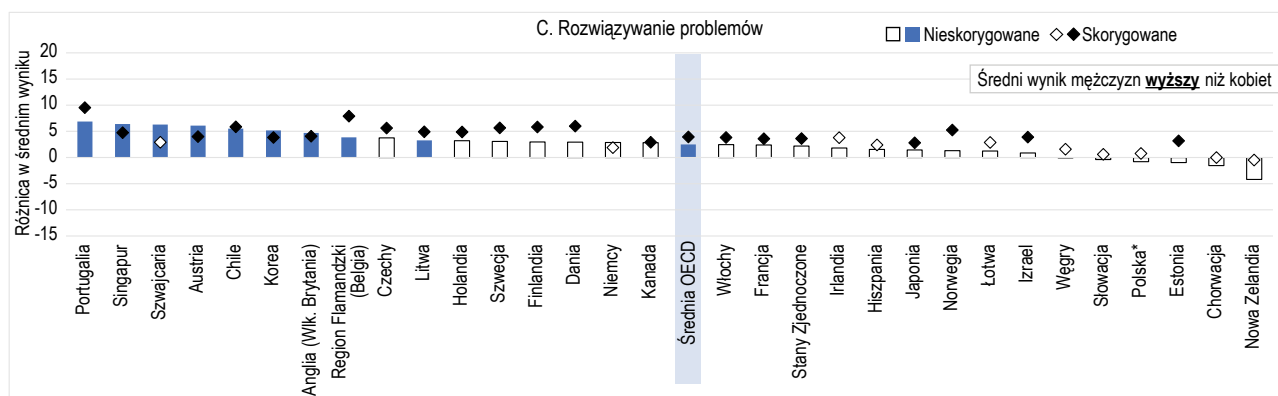 C. Rozwiązywanie problemów
Nieskorygowane
Skorygowane
Średni wynik mężczyzn wyższy niż kobiet
Różnica w średnim wyniku
20
15
10
5
0
-5
-10
-15
Portugalia
Singapur
Szwajcaria
Austria
Chile
Korea
Anglia (Wlk. Brytania)
Region Flamandzki
(Belgia)
Czechy
Litwa
Holandia
Szwecja
Finlandia
Dania
Niemcy
Kanada
Średnia OECD
Włochy
Francja
Stany Zjednoczone
Irlandia
Hiszpania
Japonia
Norwegia
Łotwa
Izrael
Węgry
Słowacja
Polska*
Estonia
Chorwacja
Nowa Zelandia